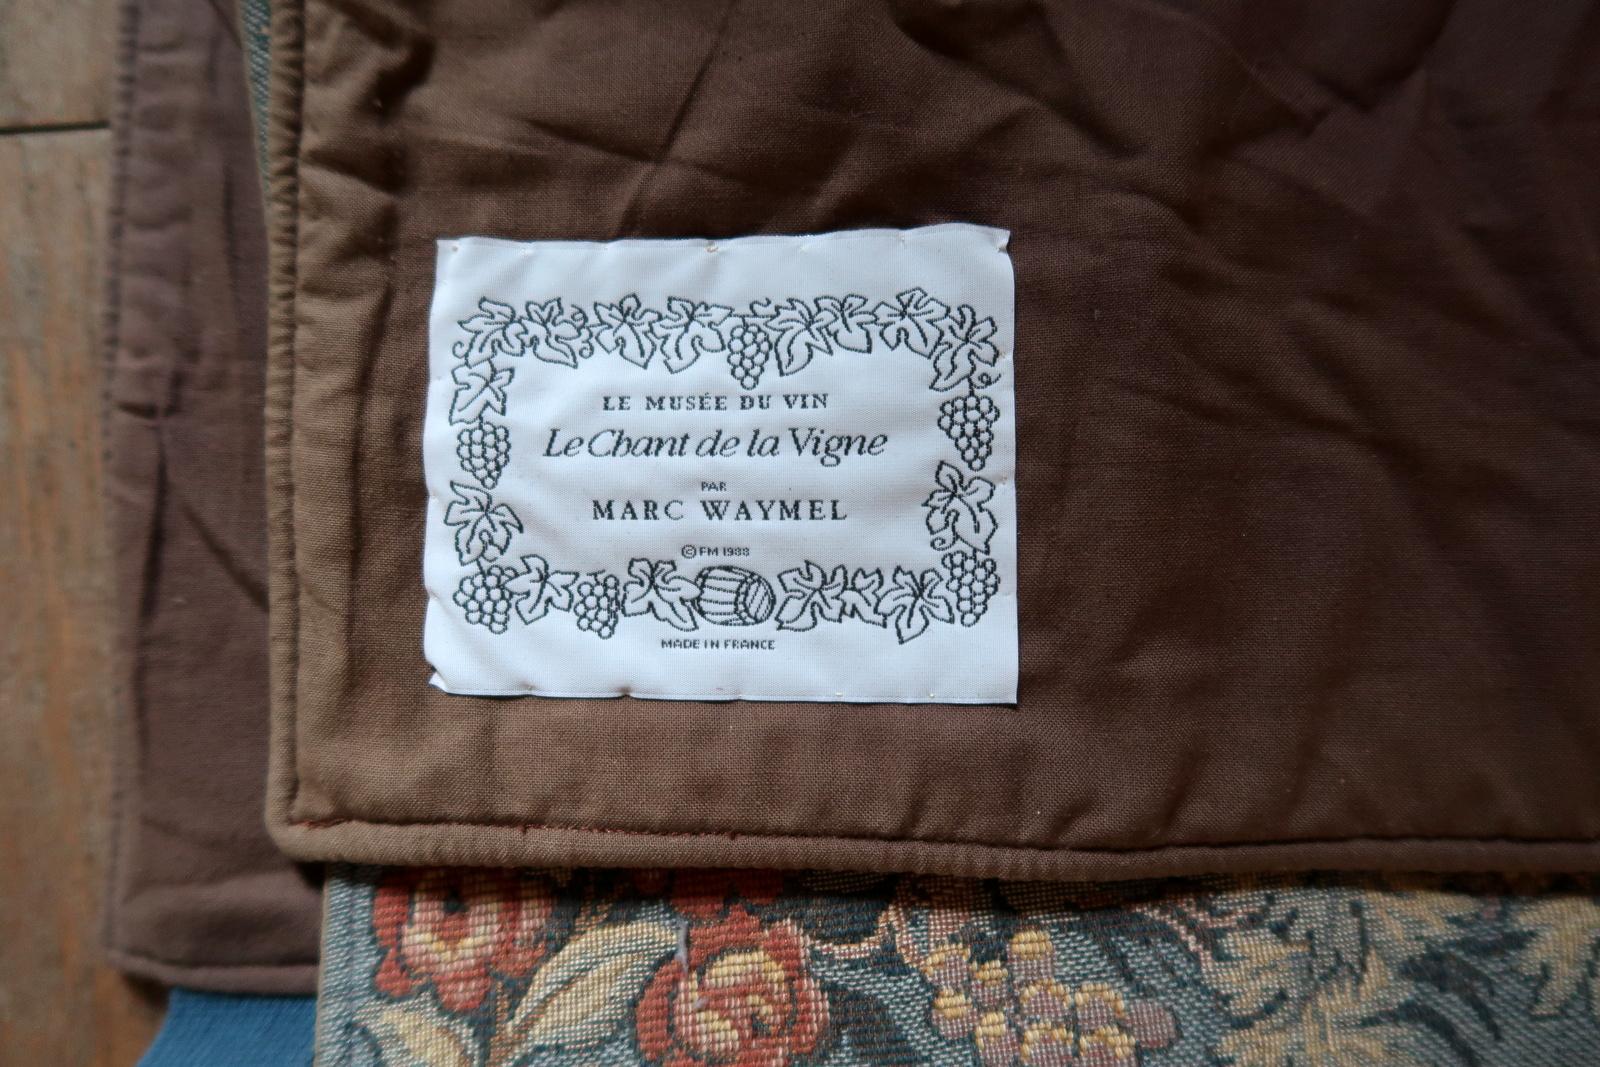 LE MUSÉE DU VIN
Le Chant de la Vigne
PAR
MARC WAYMEL
© FM 1988
MADE IN FRANCE